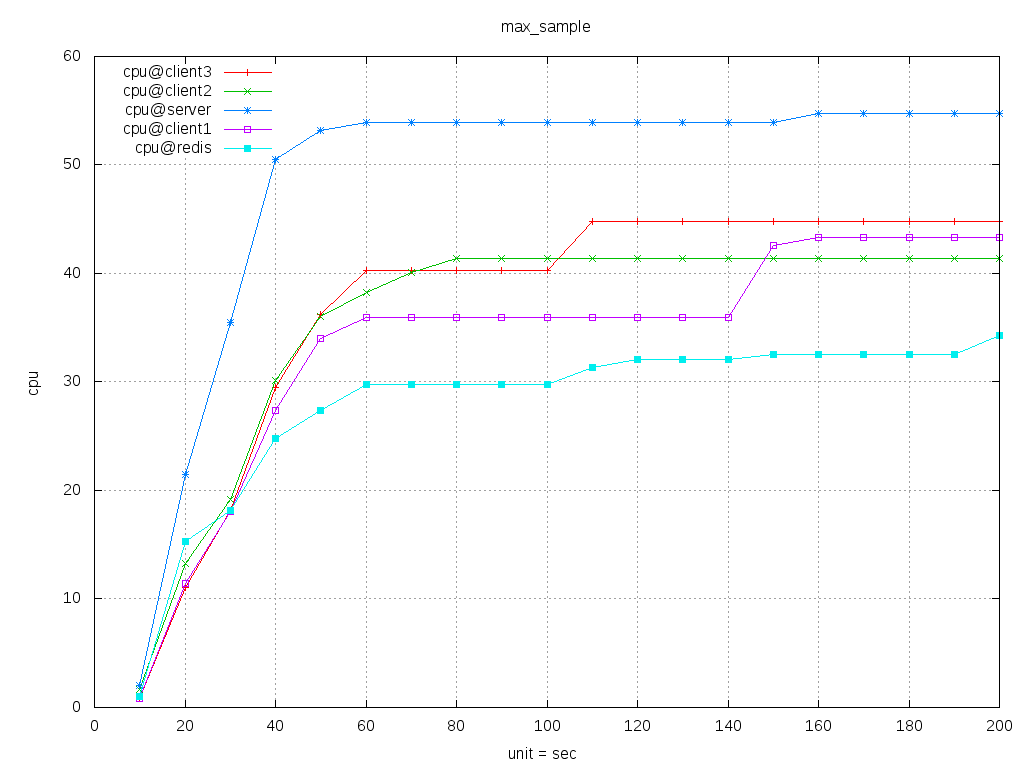 max_sample
60
50
40
30
20
10
0
cpu@client3
cpu@client2
cpu@server
cpu@client1
cpu@redis
cpu
0 20 40 60 80 100 120 140 160 180 200
unit = sec